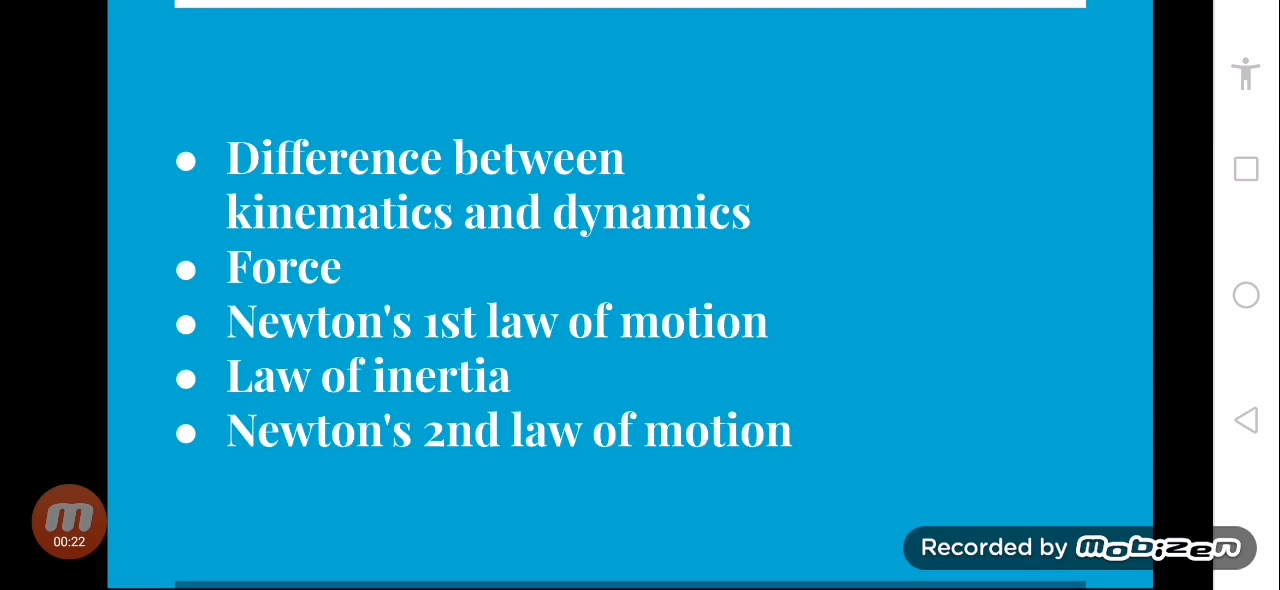 ● Difference between
kinematics and dynamics
● Force
● Newton's 1st law of motion
● Law of inertia
● Newton's 2nd law of motion
00:22
Recorded by mobizen